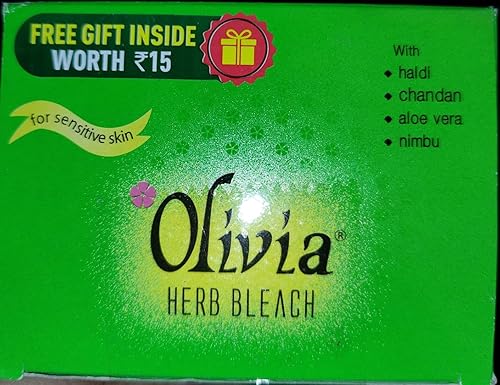 FREE GIFT INSIDE
WORTH ₹15
With
haldi
chandan
aloe vera
nimbu
for sensitive skin
Olivia®
HERB BLEACH